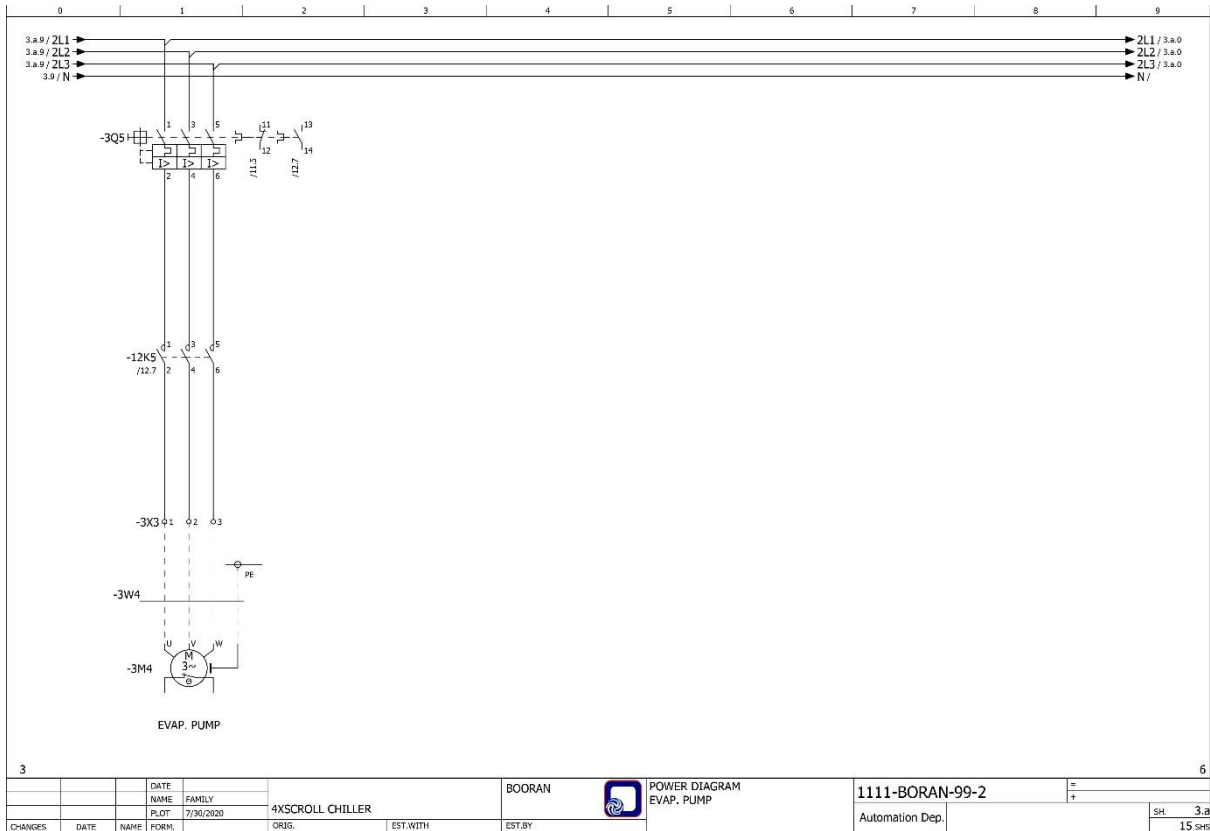 0 1 2 3 4 5 6 7 8 9
3.a.9 / 2L1 2L1 / 3.a.0
3.a.9 / 2L2 2L2 / 3.a.0
3.a.9 / 2L3 2L3 / 3.a.0
3.9 / N N /
1 3 5 11 13
-3Q5
12 14
I> I> I>
/11.5 /12.7
2 4 6
1 3 5
-12K5
/12.7 2 4 6
-3X3 1 2 3
PE
-3W4
U V W
M
-3M4 3~
EVAP. PUMP
3 6
DATE
NAME FAMILY
PLOT 7/30/2020
CHANGES DATE NAME FORM.
4XSCROLL CHILLER
ORIG. EST.WITH EST.BY
BOORAN
POWER DIAGRAM
EVAP. PUMP
1111-BORAN-99-2
Automation Dep.
=
+
SH. 3.a
15 SHS